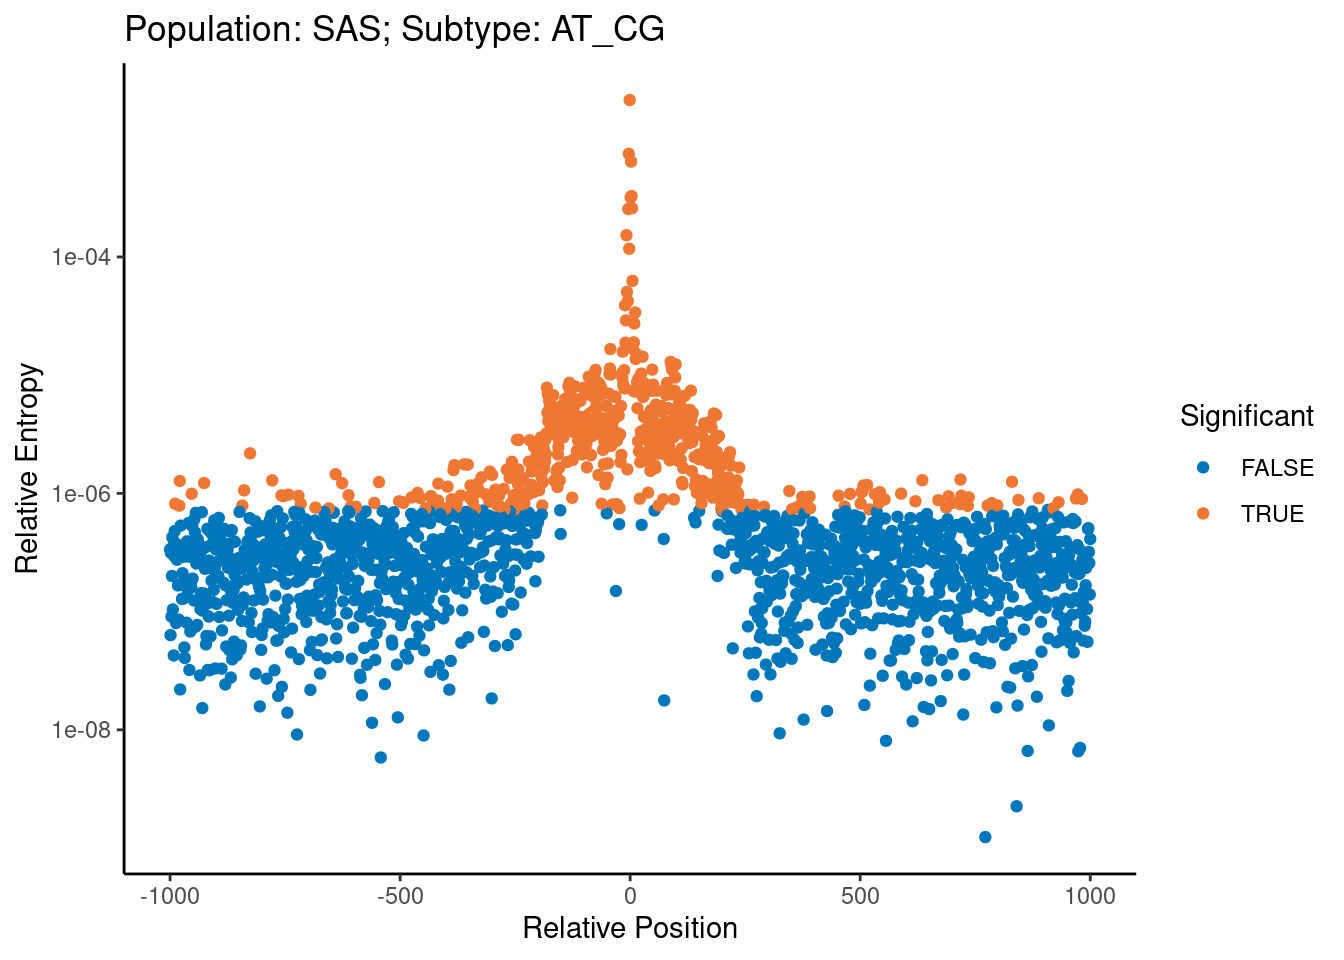 Population: SAS; Subtype: AT_CG
Relative Entropy
1e-04
1e-06
1e-08
-1000
-500
0
500
1000
Relative Position
Significant
FALSE
TRUE